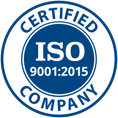 CERTIFIED
ISO
9001:2015
COMPANY